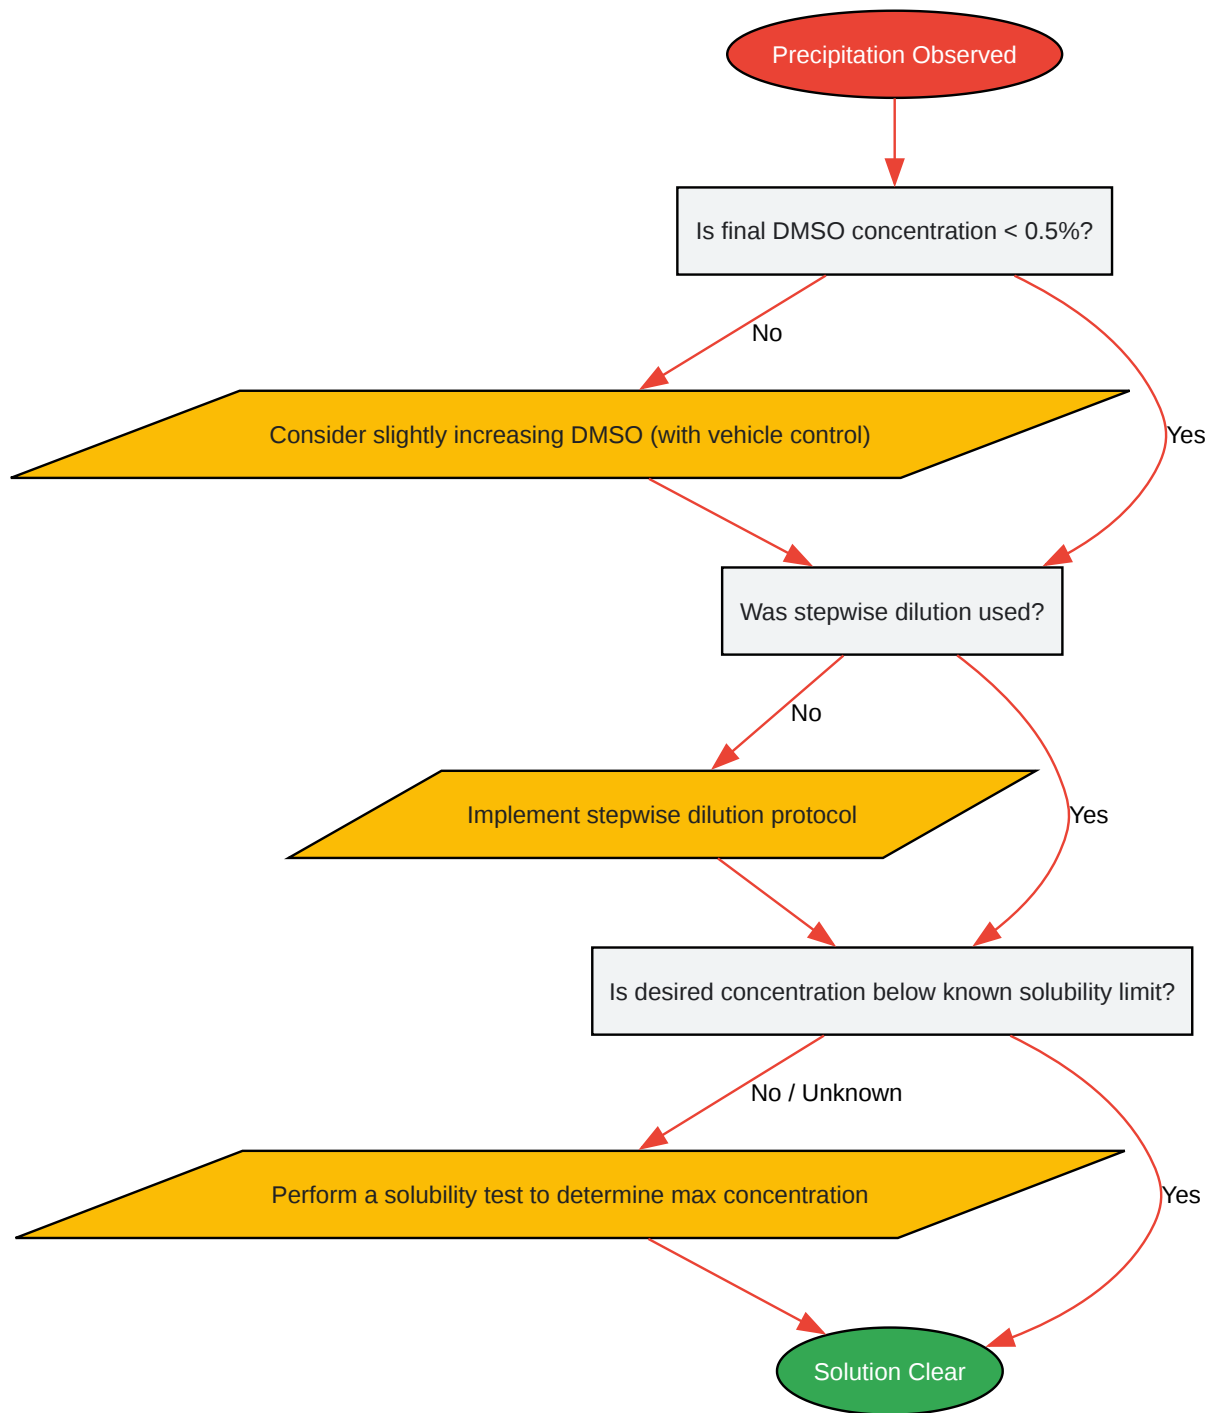 Precipitation Observed
Is final DMSO concentration < 0.5%?
No
Consider slightly increasing DMSO (with vehicle control)
Yes
Was stepwise dilution used?
No
Implement stepwise dilution protocol
Yes
Is desired concentration below known solubility limit?
No / Unknown
Perform a solubility test to determine max concentration
Yes
Solution Clear